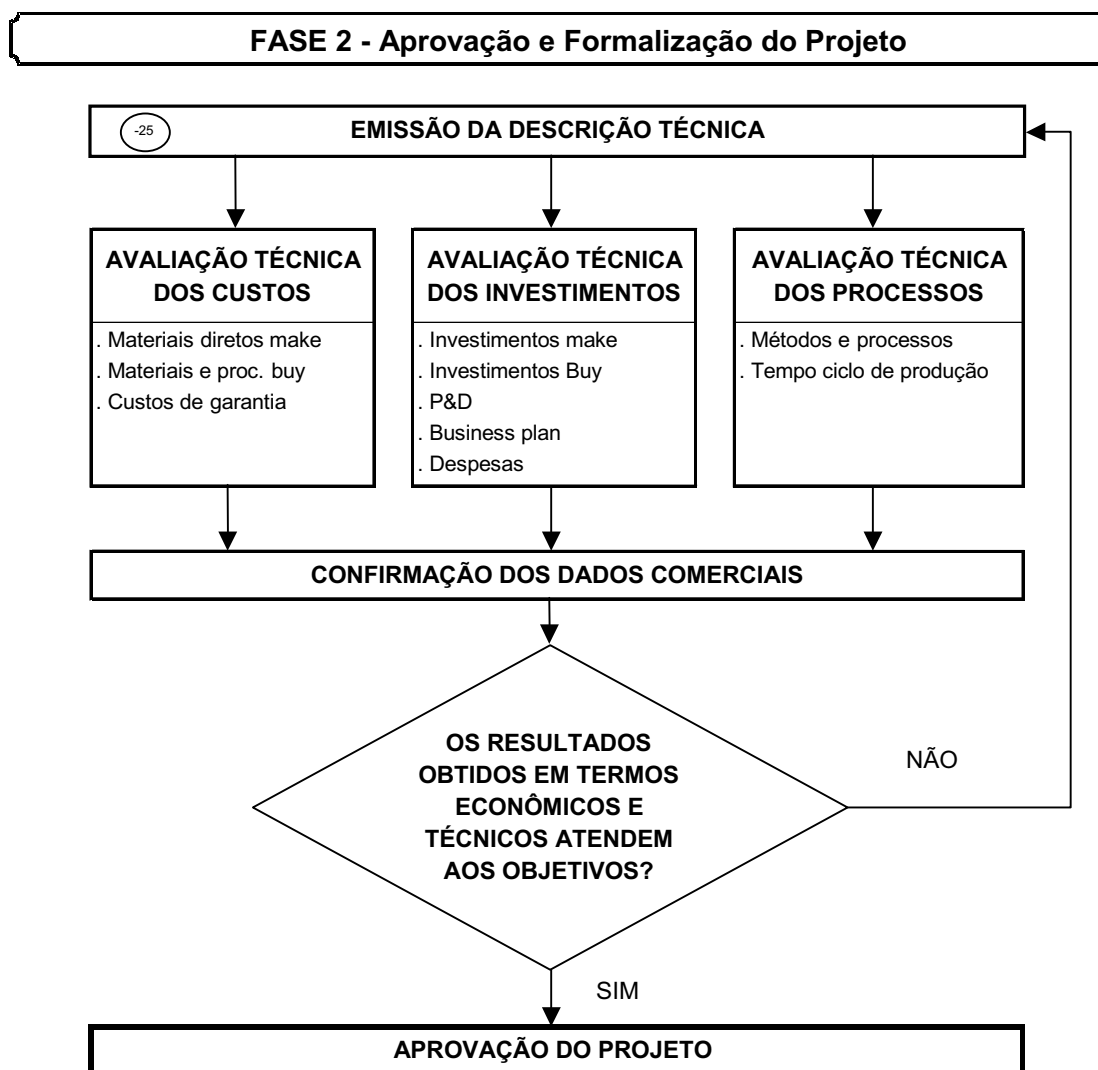 FASE 2 - Aprovação e Formalização do Projeto
-25
EMISSÃO DA DESCRIÇÃO TÉCNICA
AVALIAÇÃO TÉCNICA
DOS CUSTOS
. Materiais diretos make
. Materiais e proc. buy
. Custos de garantia
AVALIAÇÃO TÉCNICA
DOS INVESTIMENTOS
. Investimentos make
. Investimentos Buy
. P&D
. Business plan
. Despesas
AVALIAÇÃO TÉCNICA
DOS PROCESSOS
. Métodos e processos
. Tempo ciclo de produção
CONFIRMAÇÃO DOS DADOS COMERCIAIS
OS RESULTADOS
OBTIDOS EM TERMOS
ECONÔMICOS E
TÉCNICOS ATENDEM
AOS OBJETIVOS?
NÃO
SIM
APROVAÇÃO DO PROJETO